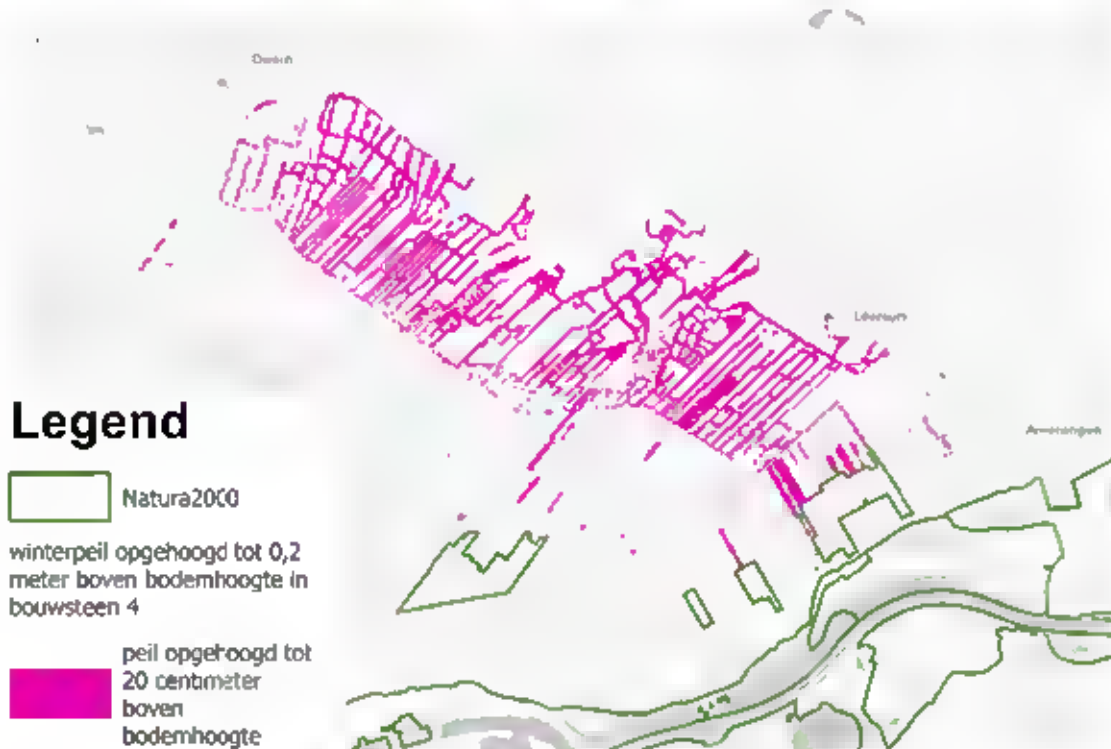 Legend
Natura2000
winterpeil opgehoogd tot 0,2
meter boven bodemhoogte in
bouwsteen 4
peil opgehoogd tot
20 centimeter
boven
bodemhoogte